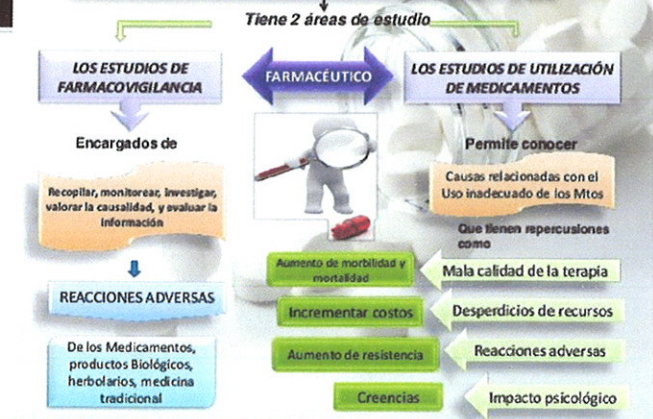 Tiene 2 áreas de estudio
LOS ESTUDIOS DE
FARMACOVIGILANCIA
FARMACÉUTICO
LOS ESTUDIOS DE UTILIZACIÓN
DE MEDICAMENTOS
Encargados de
Recopilar, monitorear, investigar,
valorar la causalidad, y evaluar la
información
REACCIONES ADVERSAS
De los Medicamentos,
productos Biológicos,
herbolarios, medicina
tradicional
Permite conocer
Causas relacionadas con el
Uso inadecuado de los Mtos
Que tienen repercusiones
como
Aumento de morbilidad y
mortalidad
Mala calidad de la terapia
Incrementar costos
Desperdicios de recursos
Aumento de resistencia
Reacciones adversas
Creencias
Impacto psicológico